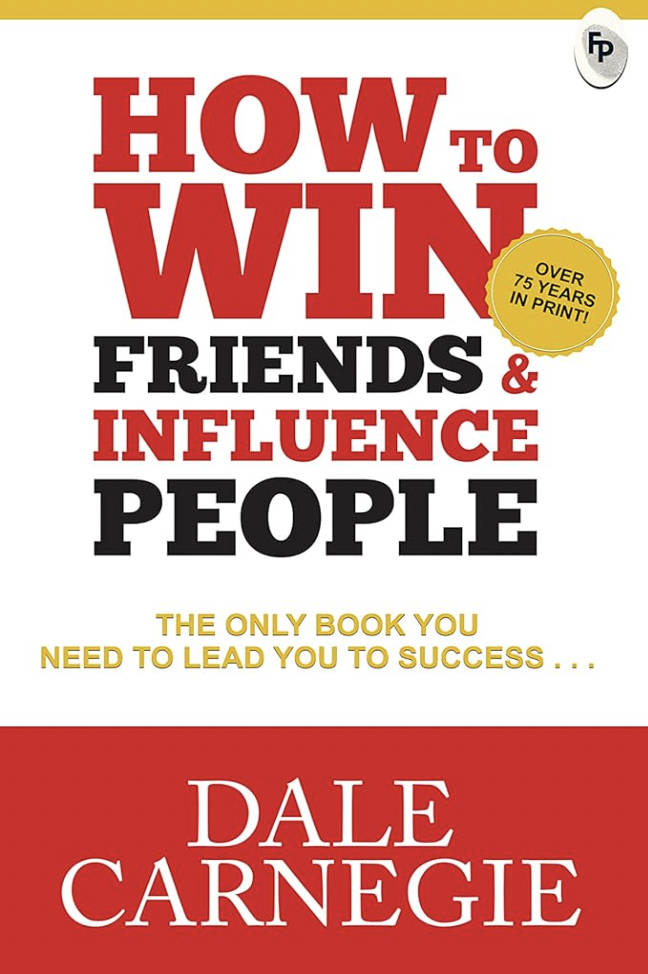 FP
HOW TO
WIN
OVER
75 YEARS
IN PRINT!
FRIENDS &
INFLUENCE
PEOPLE
THE ONLY BOOK YOU
NEED TO LEAD YOU TO SUCCESS . . .
DALE
CARNEGIE